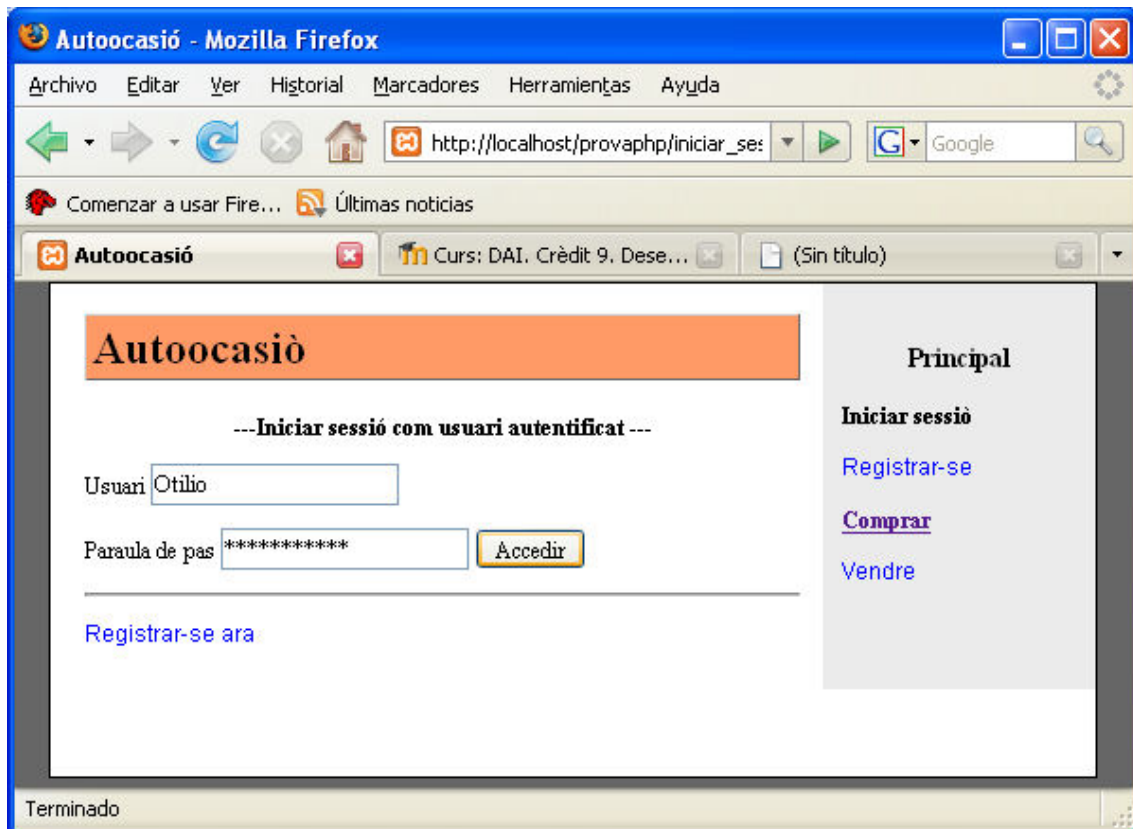 Autoocasió - Mozilla Firefox
Archivo Editar Ver Historial Marcadores Herramientas Ayuda
http://localhost/provaphp/iniciar_ses G Google
Comenzar a usar Fire... Últimas noticias
Autoocasió Curs: DAI. Crèdit 9. Dese... (Sin título)
Autoocasiò
---Iniciar sessió com usuari autentificat ---
Usuari Otilio
Paraula de pas *********** Accedir
Registrar-se ara
Principal
Iniciar sessiò
Registrar-se
Comprar
Vendre
Terminado